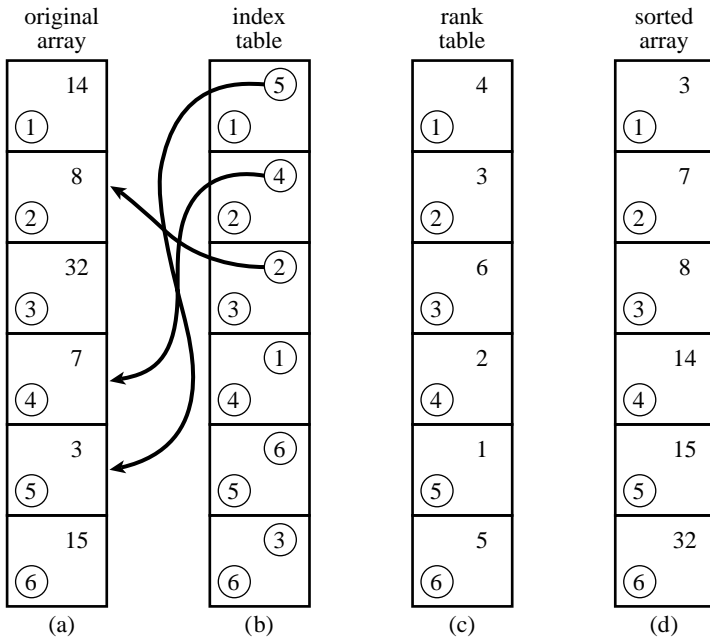 original index rank sorted
array table table array
14 5 4 3
1 1 1 1
8 4 3 7
2 2 2 2
32 2 6 8
3 3 3 3
7 1 2 14
4 4 4 4
3 6 1 15
5 5 5 5
15 3 5 32
6 6 6 6
(a) (b) (c) (d)